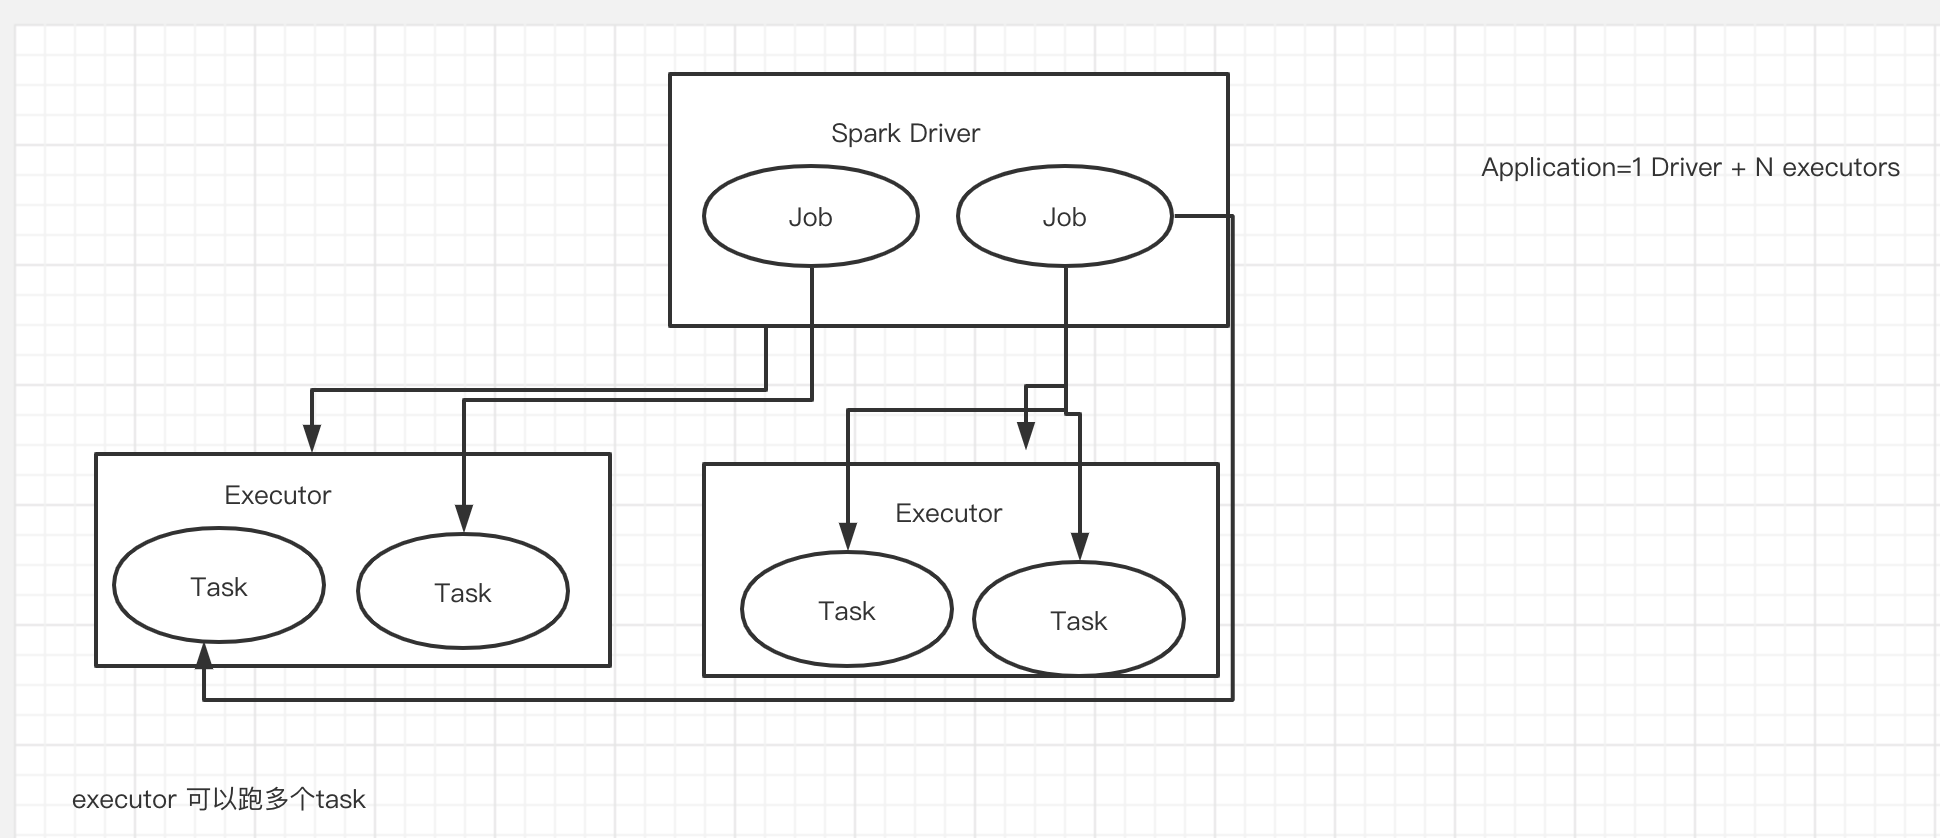 Spark Driver
Job
Job
Application=1 Driver + N executors
Executor
Task
Task
Executor
Task
Task
executor 可以跑多个task